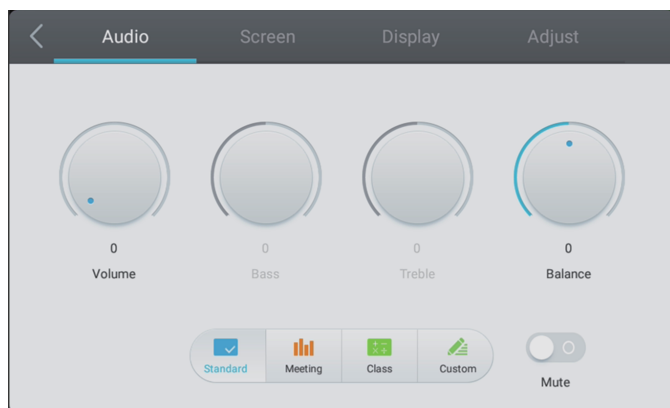 Audio Screen Display Adjust
0 0 0 0
Volume Bass Treble Balance
Standard Meeting Class Custom
Mute